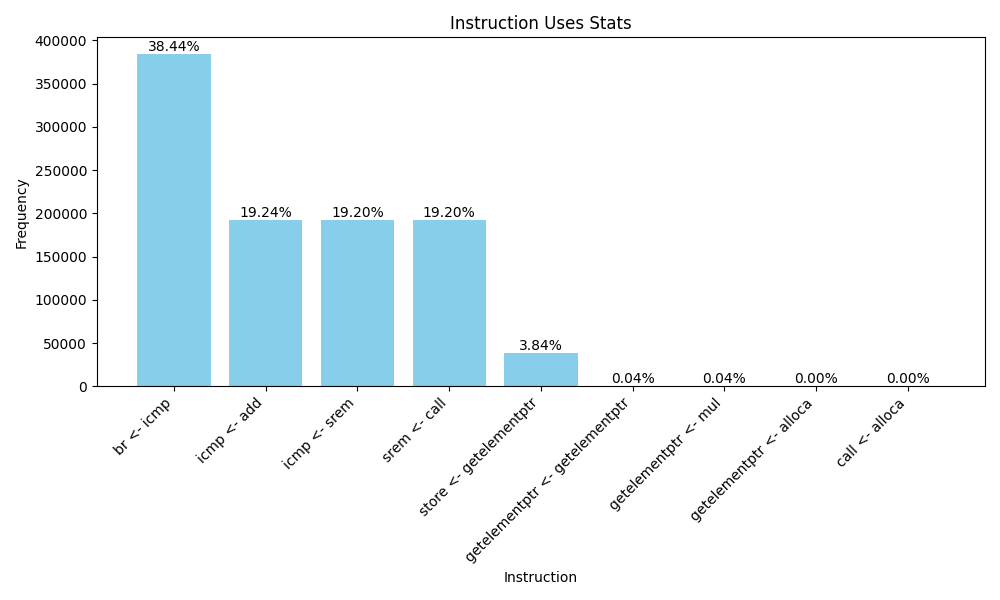 Instruction Uses Stats
Frequency
400000
350000
300000
250000
200000
150000
100000
50000
0
38.44%
19.24%
19.20%
19.20%
3.84%
0.04%
0.04%
0.00%
0.00%
br <- icmp
icmp <- add
icmp <- srem
srem <- call
store <- getelementptr
getelementptr <- getelementptr
getelementptr <- mul
getelementptr <- alloca
call <- alloca
Instruction